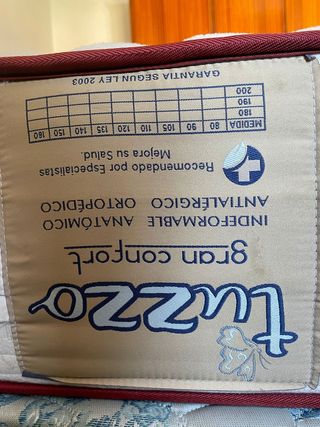 tuzzo
gran confort
INDEFORMABLE ANATÓMICO
ANTIALÉRGICO ORTOPÉDICO
Recomendado por Especialistas
Mejora su Salud.
MEDIDA 80 90 105 110 120 135 140 150 160 180
180
190
200
GARANTIA SEGUN LEY 2003